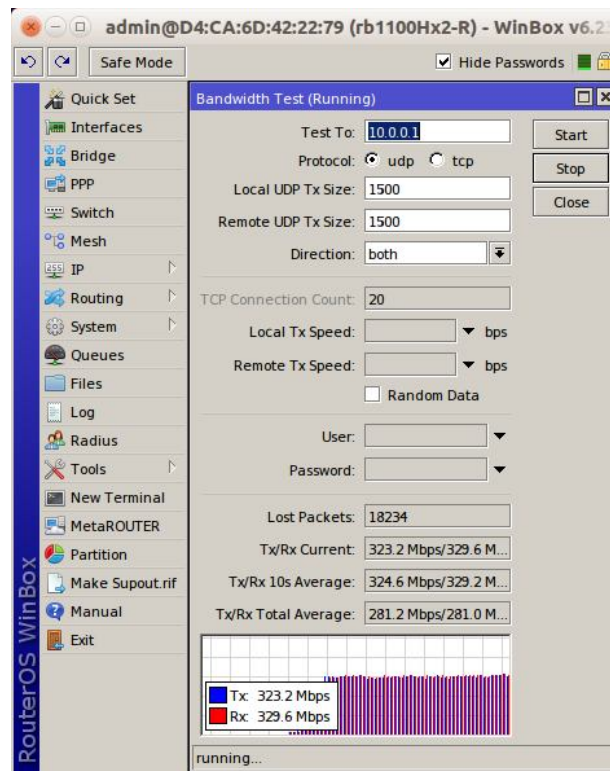 admin@D4:CA:6D:42:22:79 (rb1100Hx2-R) - WinBox v6.2
Safe Mode
Hide Passwords
RouterOS WinBox
Quick Set
Interfaces
Bridge
PPP
Switch
Mesh
IP
Routing
System
Queues
Files
Log
Radius
Tools
New Terminal
MetaROUTER
Partition
Make Supout.rif
Manual
Exit
Bandwidth Test (Running)
Test To: 10.0.0.1
Protocol: udp tcp
Local UDP Tx Size: 1500
Remote UDP Tx Size: 1500
Direction: both
TCP Connection Count: 20
Local Tx Speed: bps
Remote Tx Speed: bps
Random Data
User:
Password:
Lost Packets: 18234
Tx/Rx Current: 323.2 Mbps/329.6 M...
Tx/Rx 10s Average: 324.6 Mbps/329.2 M...
Tx/Rx Total Average: 281.2 Mbps/281.0 M...
Tx: 323.2 Mbps
Rx: 329.6 Mbps
running...
Start
Stop
Close